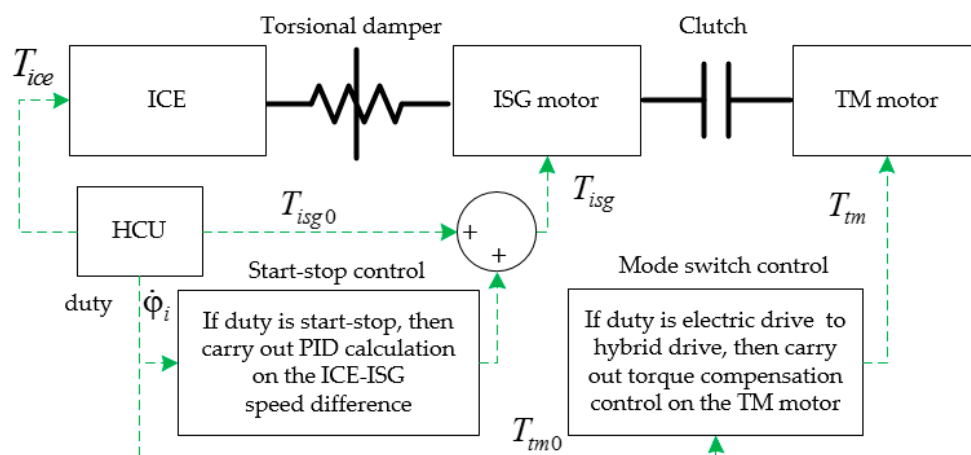 Torsional damper
Clutch
T_ice
ICE
ISG motor
TM motor
T_isg
T_tm
HCU
T_isg0
+
+
Start-stop control
Mode switch control
duty
φ̇_i
If duty is start-stop, then
carry out PID calculation
on the ICE-ISG
speed difference
If duty is electric drive to
hybrid drive, then carry
out torque compensation
control on the TM motor
T_tm0